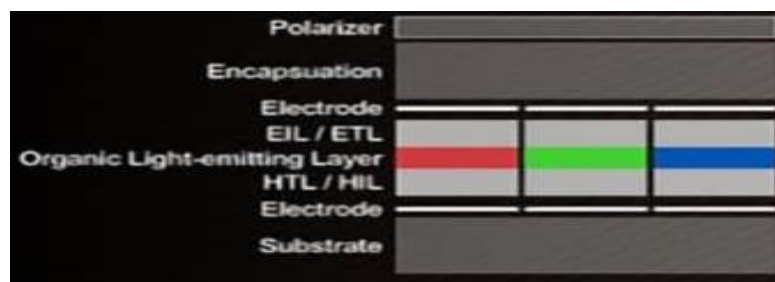 Polarizer
Encapsuation
Electrode
EIL / ETL
Organic Light-emitting Layer
HTL / HIL
Electrode
Substrate